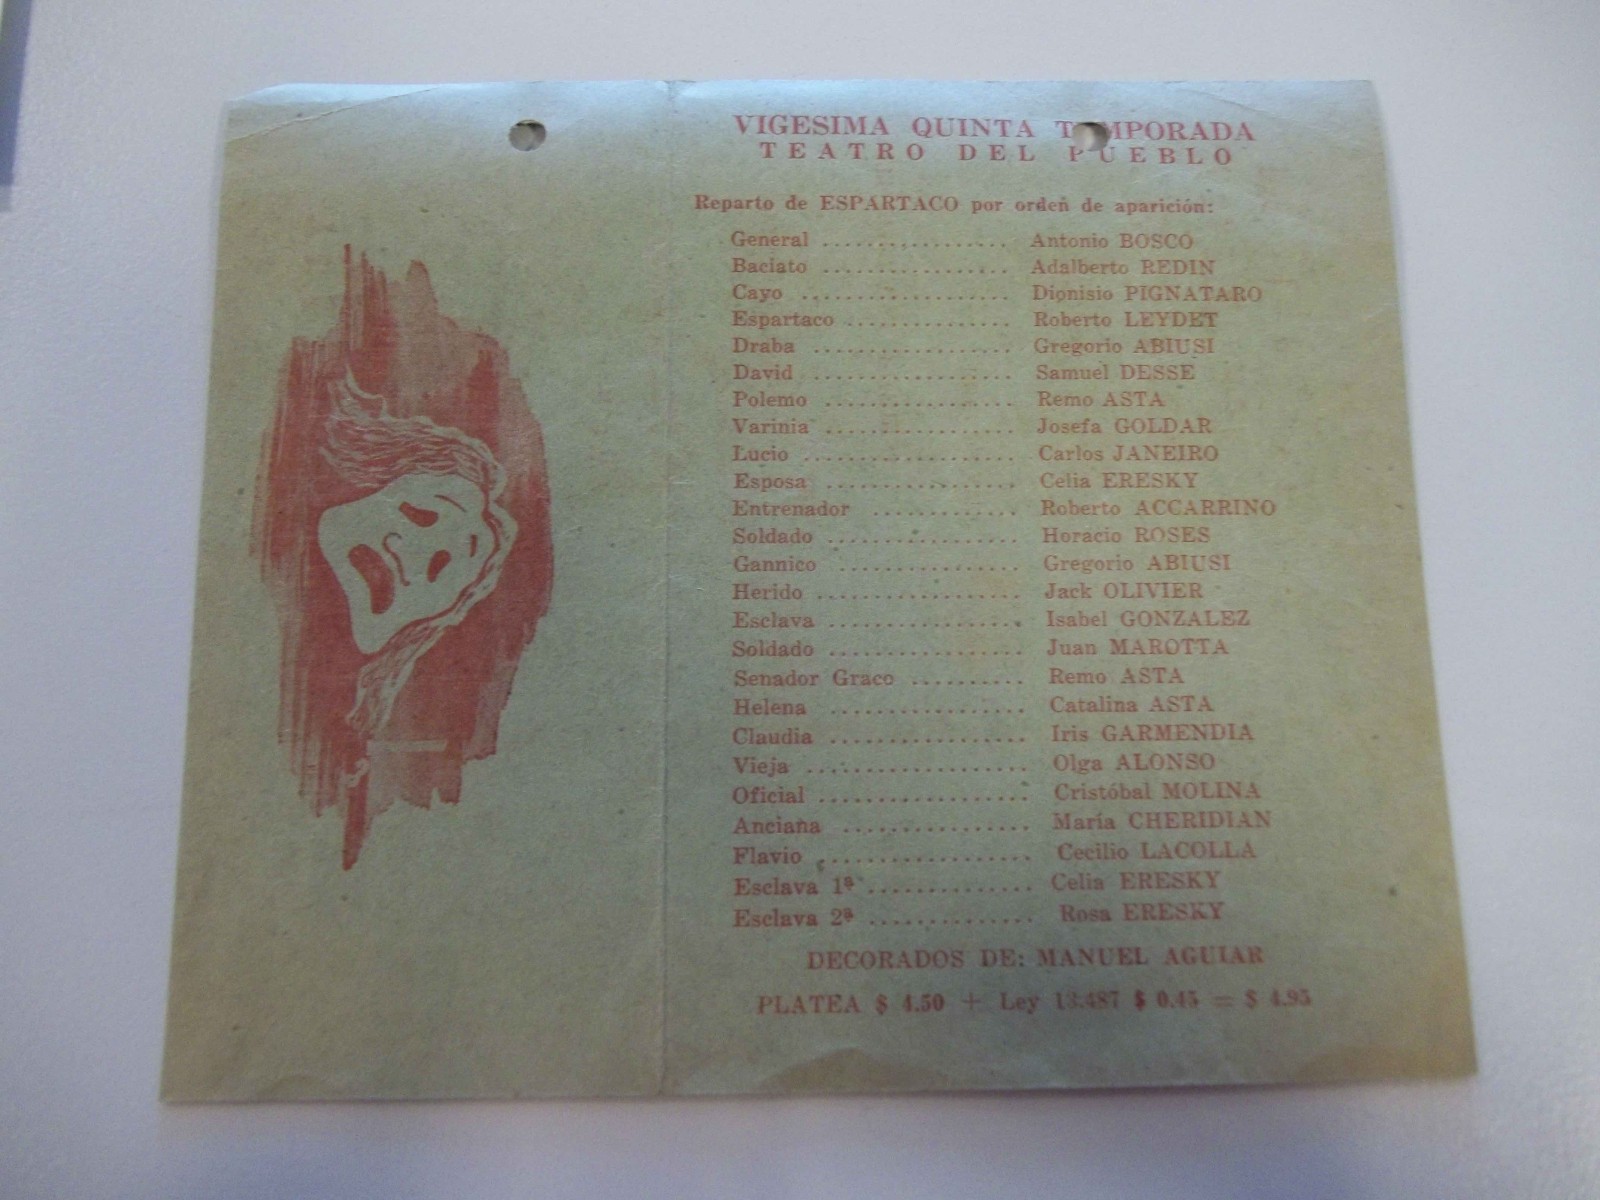 VIGESIMA QUINTA TEMPORADA
TEATRO DEL PUEBLO
Reparto de ESPARTACO por orden de aparición:
General ................. Antonio BOSCO
Baciato ................. Adalberto REDIN
Cayo ................... Dionisio PIGNATARO
Espartaco ............... Roberto LEYDET
Draba .................. Gregorio ABIUSI
David .................. Samuel DESSE
Polemo ................. Remo ASTA
Varinia ................. Josefa GOLDAR
Lucio ................... Carlos JANEIRO
Esposa ................. Celia ERESKY
Entrenador ............. Roberto ACCARRINO
Soldado ................. Horacio ROSES
Gannico ................ Gregorio ABIUSI
Herido .................. Jack OLIVIER
Esclava .................. Isabel GONZALEZ
Soldado ................. Juan MAROTTA
Senador Graco .......... Remo ASTA
Helena ................. Catalina ASTA
Claudia ................. Iris GARMENDIA
Vieja .................... Olga ALONSO
Oficial ................... Cristóbal MOLINA
Anciana ................ María CHERIDIAN
Flavio ................... Cecilio LACOLLA
Esclava 1ª ............... Celia ERESKY
Esclava 2ª ............... Rosa ERESKY
DECORADOS DE: MANUEL AGUIAR
PLATEA $ 4.50 + Ley 13.487 $ 0.45 = $ 4.95